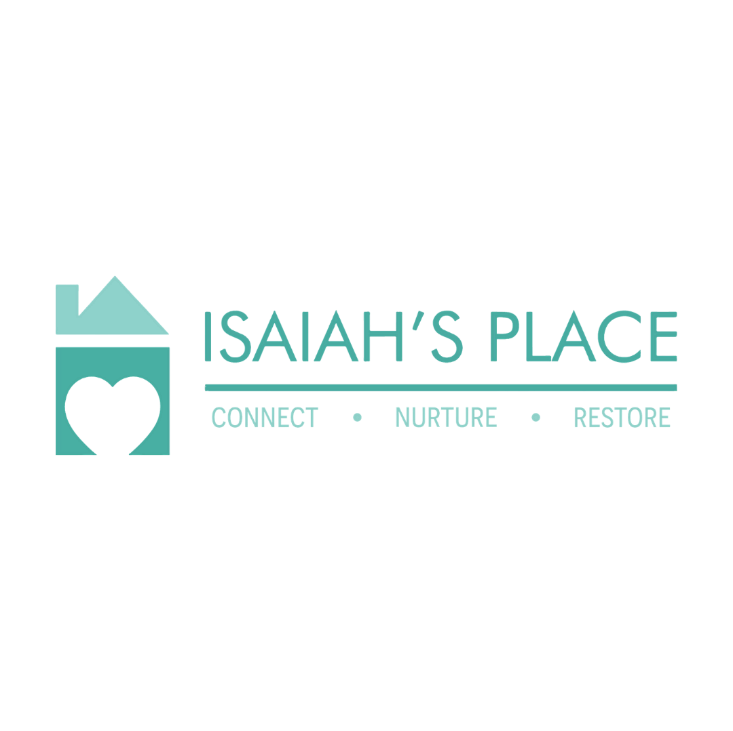 ISAIAH’S PLACE
CONNECT • NURTURE • RESTORE